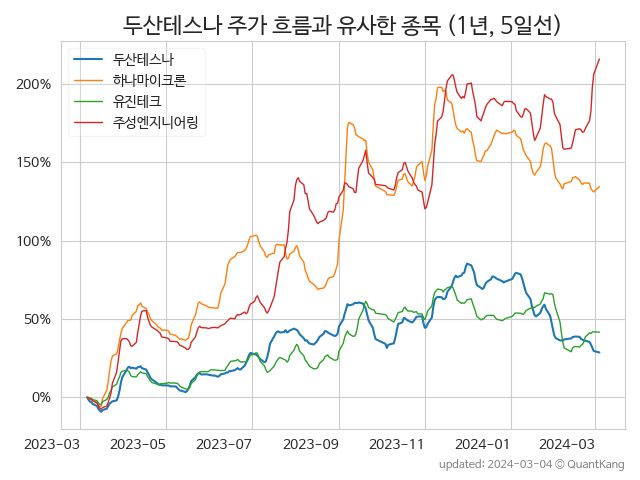 두산테스나 주가 흐름과 유사한 종목 (1년, 5일선)
두산테스나
하나마이크론
유진테크
주성엔지니어링
200%
150%
100%
50%
0%
2023-03 2023-05 2023-07 2023-09 2023-11 2024-01 2024-03
updated: 2024-03-04 © QuantKang